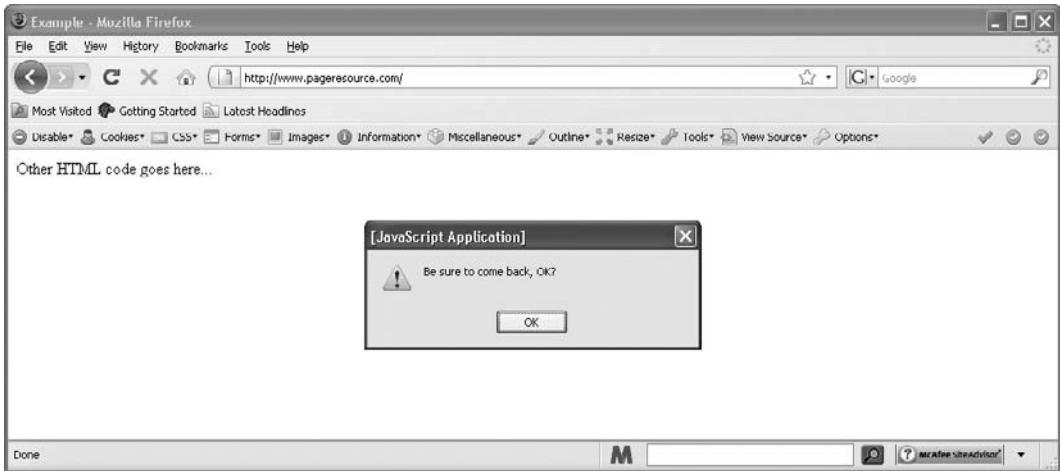 Example - Mozilla Firefox
File Edit View History Bookmarks Tools Help
http://www.pageresource.com/ G Google
Most Visited Getting Started Latest Headlines
Disable Cookies CSS Forms Images Information Miscellaneous Outline Resize Tools View Source Options
Other HTML code goes here...
[JavaScript Application]
Be sure to come back, OK?
OK
Done M McAfee SiteAdvisor